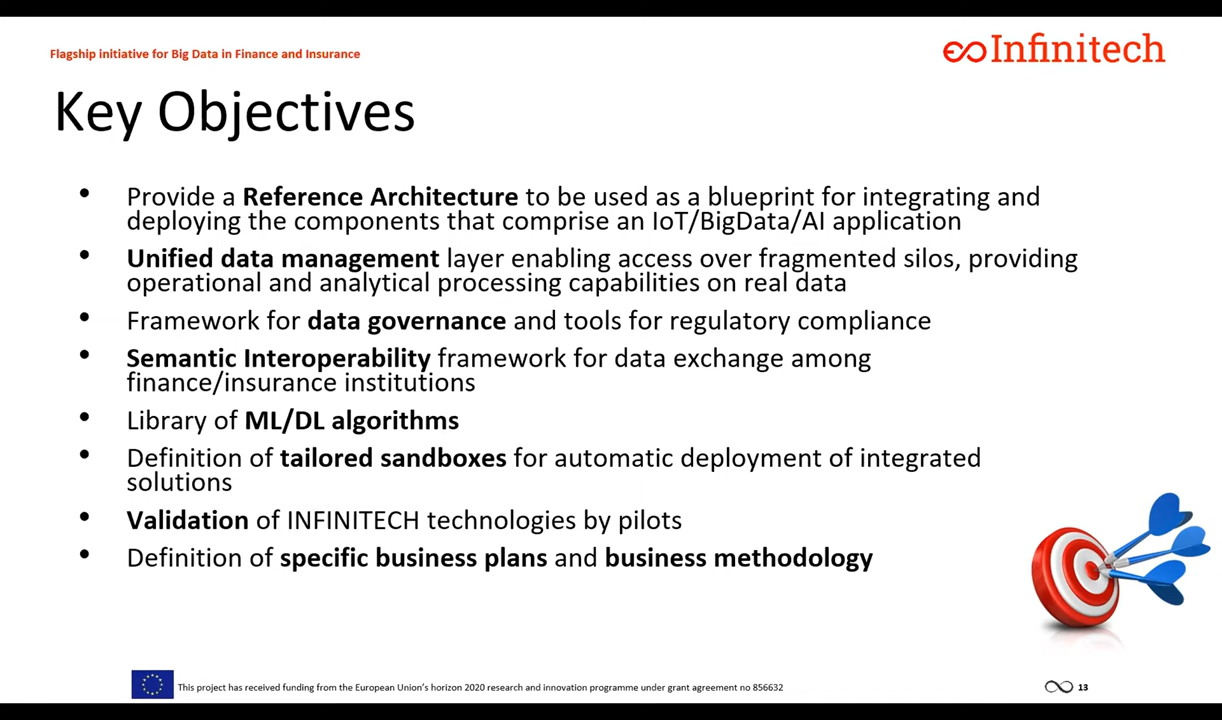 Flagship initiative for Big Data in Finance and Insurance
Infinitech
Key Objectives
• Provide a Reference Architecture to be used as a blueprint for integrating and
deploying the components that comprise an IoT/BigData/AI application
• Unified data management layer enabling access over fragmented silos, providing
operational and analytical processing capabilities on real data
• Framework for data governance and tools for regulatory compliance
• Semantic Interoperability framework for data exchange among
finance/insurance institutions
• Library of ML/DL algorithms
• Definition of tailored sandboxes for automatic deployment of integrated
solutions
• Validation of INFINITECH technologies by pilots
• Definition of specific business plans and business methodology
This project has received funding from the European Union's horizon 2020 research and innovation programme under grant agreement no 856632
13